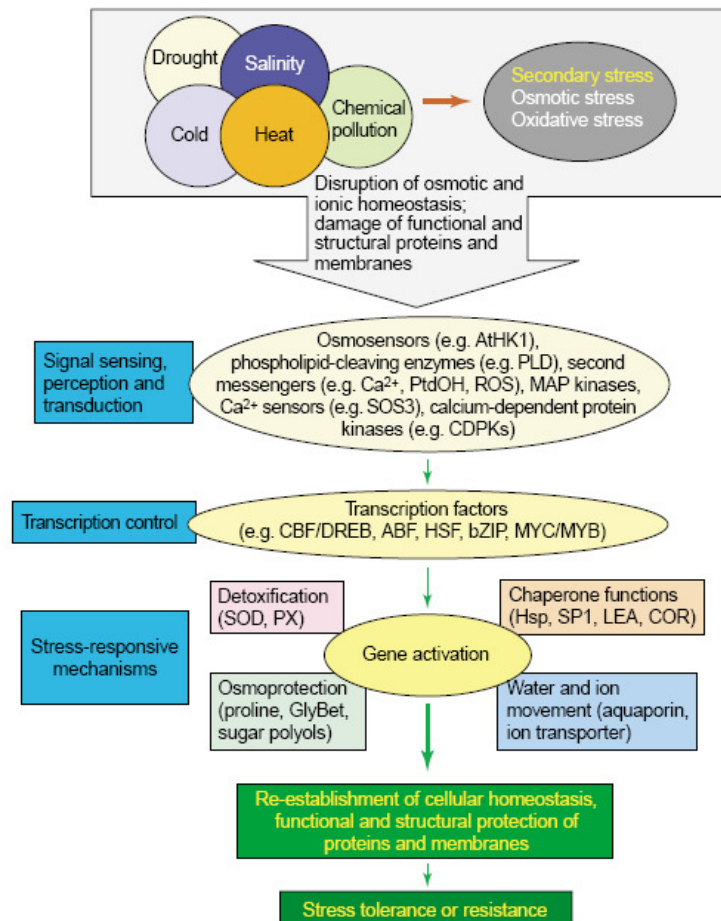 Drought
Salinity
Cold
Heat
Chemical
pollution
Secondary stress
Osmotic stress
Oxidative stress
Disruption of osmotic and
ionic homeostasis;
damage of functional and
structural proteins and
membranes
Signal sensing,
perception and
transduction
Osmosensors (e.g. AtHK1),
phospholipid-cleaving enzymes (e.g. PLD), second
messengers (e.g. Ca²⁺, PtdOH, ROS), MAP kinases,
Ca²⁺ sensors (e.g. SOS3), calcium-dependent protein
kinases (e.g. CDPKs)
Transcription control
Transcription factors
(e.g. CBF/DREB, ABF, HSF, bZIP, MYC/MYB)
Stress-responsive
mechanisms
Detoxification
(SOD, PX)
Chaperone functions
(Hsp, SP1, LEA, COR)
Gene activation
Osmoprotection
(proline, GlyBet,
sugar polyols)
Water and ion
movement (aquaporin,
ion transporter)
Re-establishment of cellular homeostasis,
functional and structural protection of
proteins and membranes
Stress tolerance or resistance